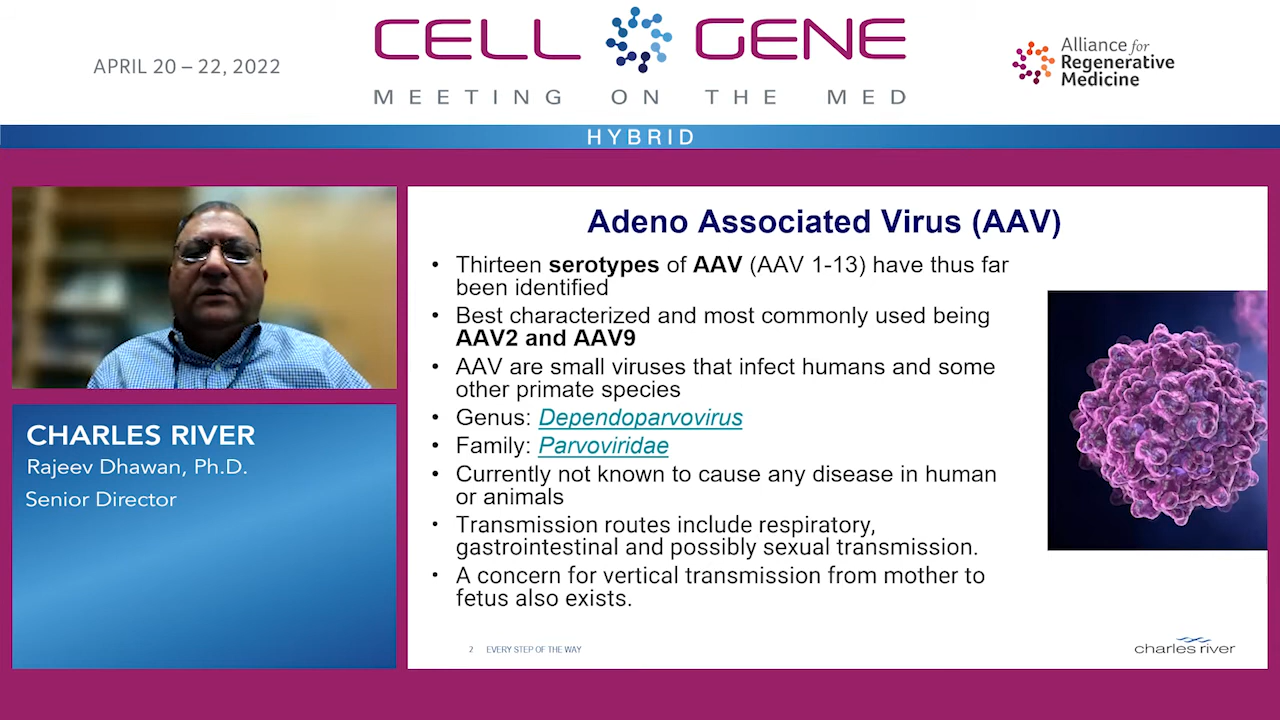 APRIL 20 – 22, 2022
CELL GENE
MEETING ON THE MED
Alliance for
Regenerative
Medicine
HYBRID
CHARLES RIVER
Rajeev Dhawan, Ph.D.
Senior Director
Adeno Associated Virus (AAV)
• Thirteen serotypes of AAV (AAV 1-13) have thus far
been identified
• Best characterized and most commonly used being
AAV2 and AAV9
• AAV are small viruses that infect humans and some
other primate species
• Genus: Dependoparvovirus
• Family: Parvoviridae
• Currently not known to cause any disease in human
or animals
• Transmission routes include respiratory,
gastrointestinal and possibly sexual transmission.
• A concern for vertical transmission from mother to
fetus also exists.
2 EVERY STEP OF THE WAY
charles river